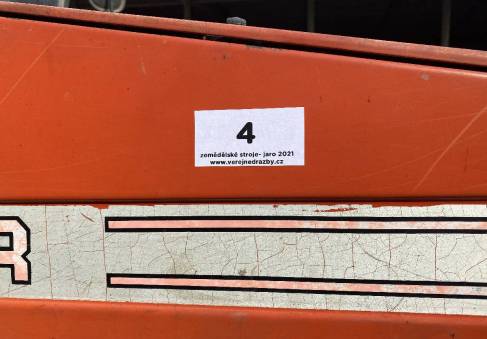 4
zemědělské stroje- jaro 2021
www.verejnedrazby.cz
R